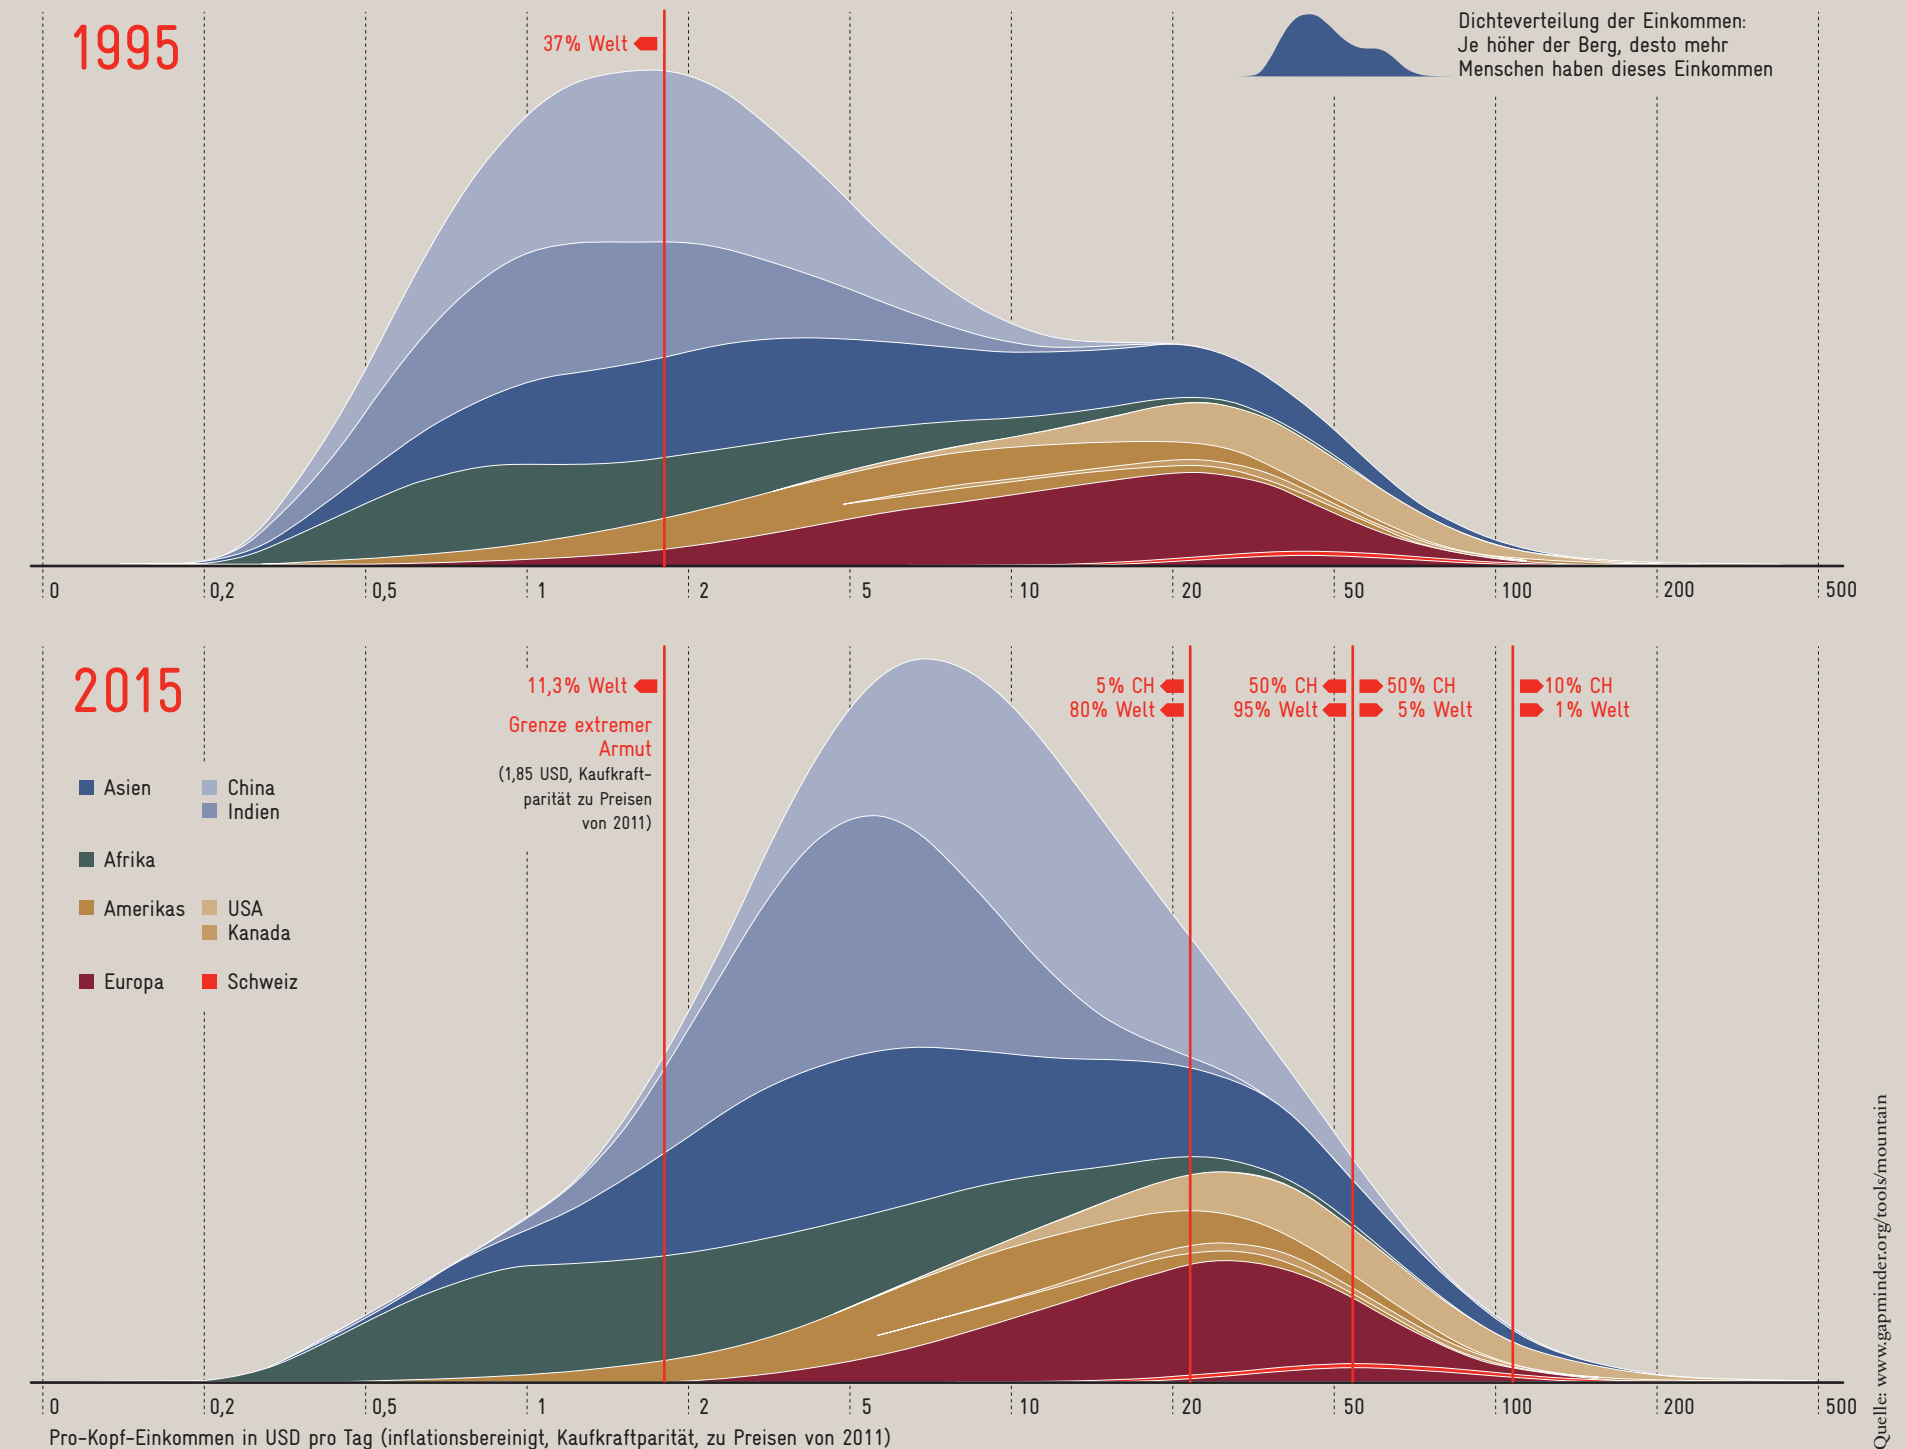 1995
37% Welt
Dichteverteilung der Einkommen:
Je höher der Berg, desto mehr
Menschen haben dieses Einkommen
0 0,2 0,5 1 2 5 10 20 50 100 200 500
2015
11,3% Welt
Grenze extremer
Armut
(1,85 USD, Kaufkraft-
parität zu Preisen
von 2011)
5% CH
80% Welt
50% CH
95% Welt
50% CH
5% Welt
10% CH
1% Welt
Asien
China
Indien
Afrika
Amerikas
USA
Kanada
Europa
Schweiz
0 0,2 0,5 1 2 5 10 20 50 100 200 500
Pro-Kopf-Einkommen in USD pro Tag (inflationsbereinigt, Kaufkraftparität, zu Preisen von 2011)
Quelle: www.gapminder.org/tools/mountain